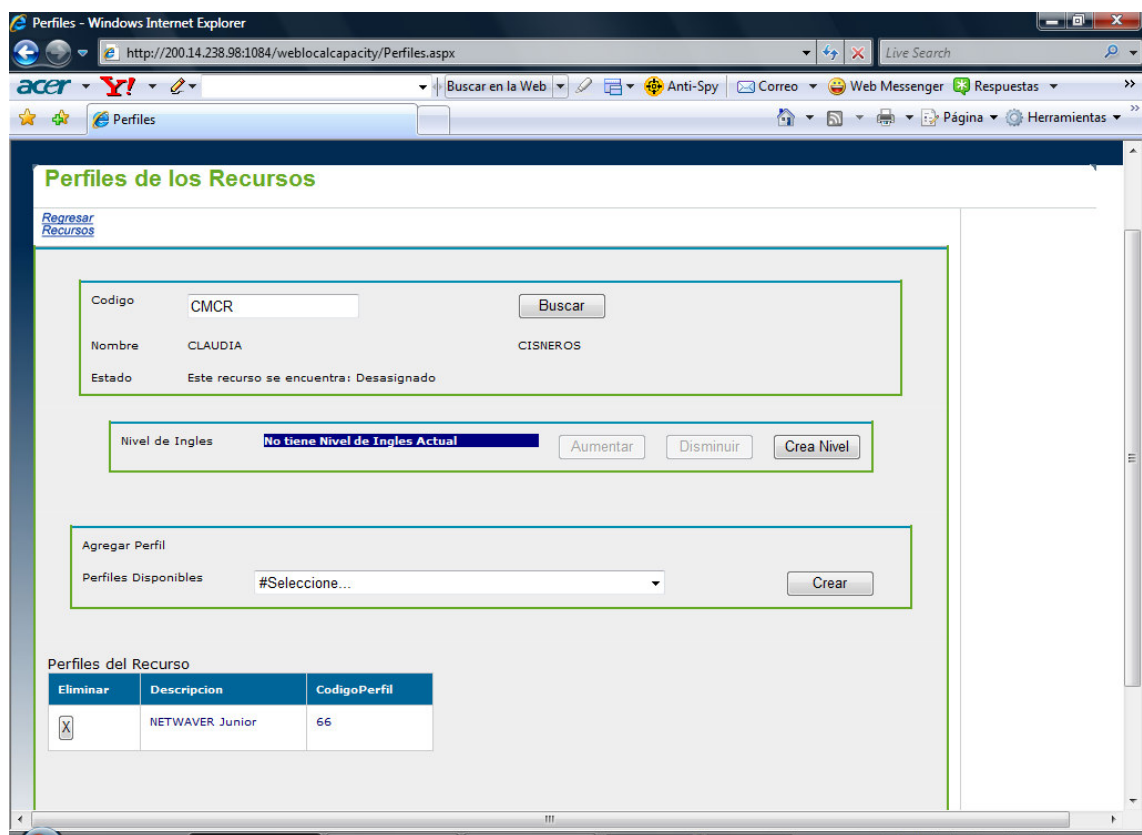 Perfiles - Windows Internet Explorer
http://200.14.238.98:1084/weblocalcapacity/Perfiles.aspx
Live Search
acer Y! Buscar en la Web Anti-Spy Correo Web Messenger Respuestas >>
Perfiles
Página Herramientas >>
Perfiles de los Recursos
Regresar
Recursos
Codigo CMCR Buscar
Nombre CLAUDIA CISNEROS
Estado Este recurso se encuentra: Desasignado
Nivel de Ingles No tiene Nivel de Ingles Actual Aumentar Disminuir Crea Nivel
Agregar Perfil
Perfiles Disponibles #Seleccione... Crear
Perfiles del Recurso
Eliminar Descripcion CodigoPerfil
X NETWAVER Junior 66